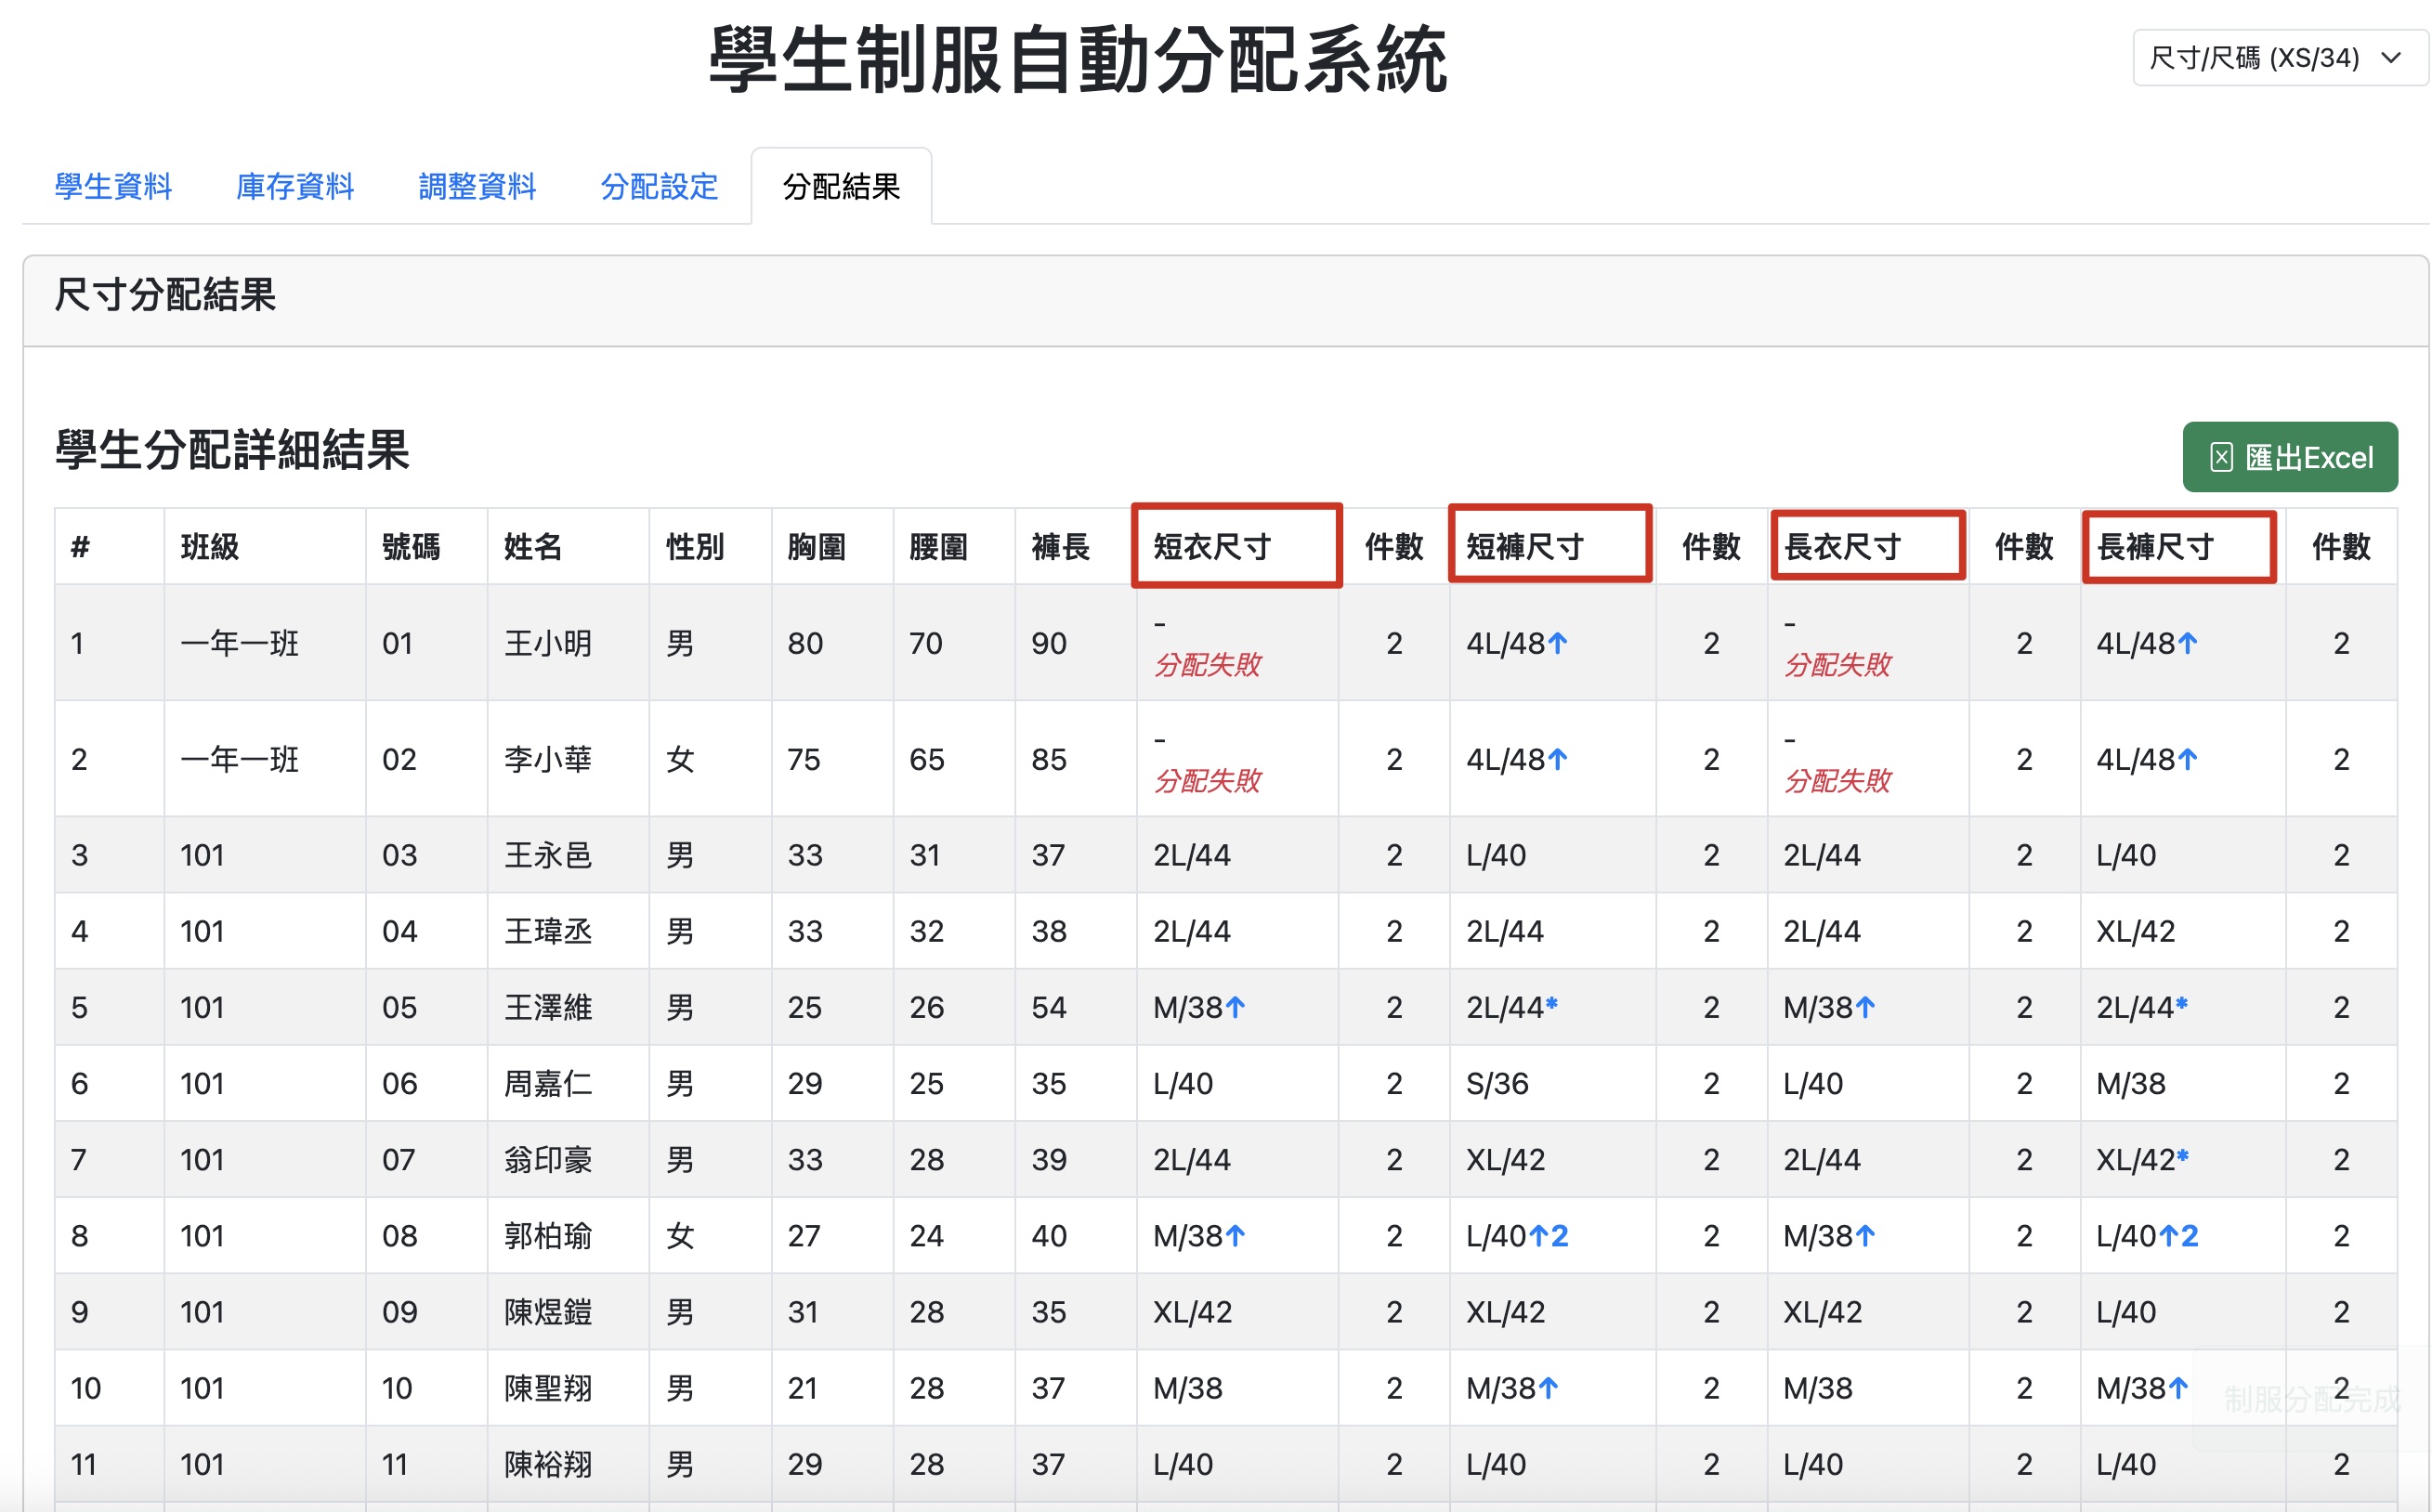 學生制服自動分配系統
尺寸/尺碼 (XS/34)
學生資料 庫存資料 調整資料 分配設定 分配結果
尺寸分配結果
學生分配詳細結果
匯出Excel
# 班級 號碼 姓名 性別 胸圍 腰圍 褲長 短衣尺寸 件數 短褲尺寸 件數 長衣尺寸 件數 長褲尺寸 件數
1 一年一班 01 王小明 男 80 70 90 - 分配失敗 2 4L/48↑ 2 - 分配失敗 2 4L/48↑ 2
2 一年一班 02 李小華 女 75 65 85 - 分配失敗 2 4L/48↑ 2 - 分配失敗 2 4L/48↑ 2
3 101 03 王永邑 男 33 31 37 2L/44 2 L/40 2 2L/44 2 L/40 2
4 101 04 王瑋丞 男 33 32 38 2L/44 2 2L/44 2 2L/44 2 XL/42 2
5 101 05 王澤維 男 25 26 54 M/38↑ 2 2L/44* 2 M/38↑ 2 2L/44* 2
6 101 06 周嘉仁 男 29 25 35 L/40 2 S/36 2 L/40 2 M/38 2
7 101 07 翁印豪 男 33 28 39 2L/44 2 XL/42 2 2L/44 2 XL/42* 2
8 101 08 郭柏瑜 女 27 24 40 M/38↑ 2 L/40↑2 2 M/38↑ 2 L/40↑2 2
9 101 09 陳煜鎧 男 31 28 35 XL/42 2 XL/42 2 XL/42 2 L/40 2
10 101 10 陳聖翔 男 21 28 37 M/38 2 M/38↑ 2 M/38 2 M/38↑ 2
制服分配完成
11 101 11 陳裕翔 男 29 28 37 L/40 2 L/40 2 L/40 2 L/40 2